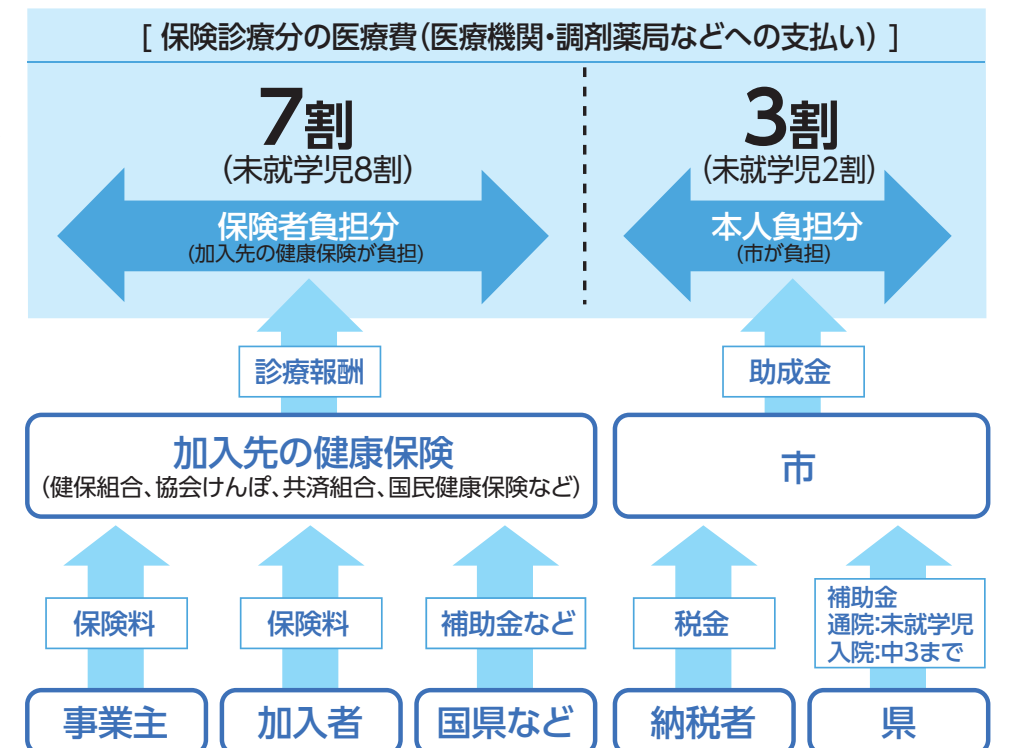 [ 保険診療分の医療費(医療機関・調剤薬局などへの支払い) ]
7割
(未就学児8割)
3割
(未就学児2割)
保険者負担分
(加入先の健康保険が負担)
本人負担分
(市が負担)
診療報酬
助成金
加入先の健康保険
(健保組合、協会けんぽ、共済組合、国民健康保険など)
市
保険料
保険料
補助金など
税金
補助金
通院:未就学児
入院:中3まで
事業主
加入者
国県など
納税者
県